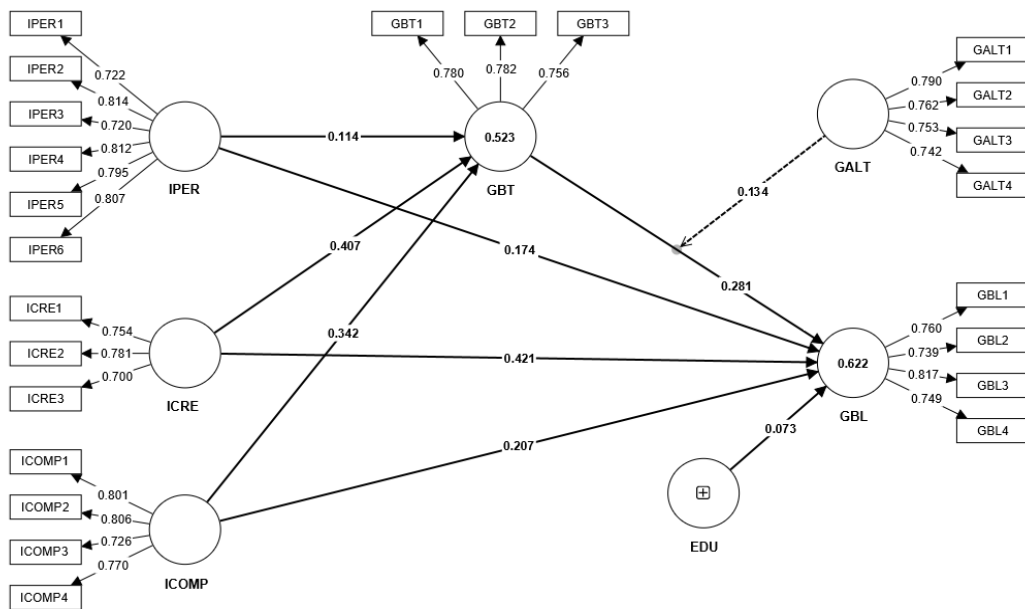 IPER1
IPER2
IPER3
IPER4
IPER5
IPER6
0.722
0.814
0.720
0.812
0.795
0.807
IPER
GBT1
GBT2
GBT3
0.780
0.782
0.756
0.523
GBT
GALT1
GALT2
GALT3
GALT4
0.790
0.762
0.753
0.742
GALT
0.114
0.134
0.407
0.174
0.281
0.342
0.421
0.207
0.073
ICRE1
ICRE2
ICRE3
0.754
0.781
0.700
ICRE
GBL1
GBL2
GBL3
GBL4
0.760
0.739
0.817
0.749
0.622
GBL
ICOMP1
ICOMP2
ICOMP3
ICOMP4
0.801
0.806
0.726
0.770
ICOMP
EDU